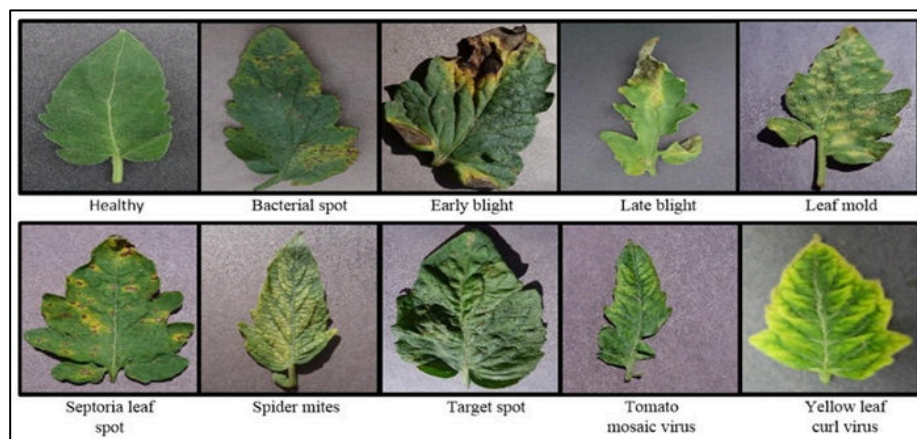 Healthy
Bacterial spot
Early blight
Late blight
Leaf mold
Septoria leaf
spot
Spider mites
Target spot
Tomato
mosaic virus
Yellow leaf
curl virus